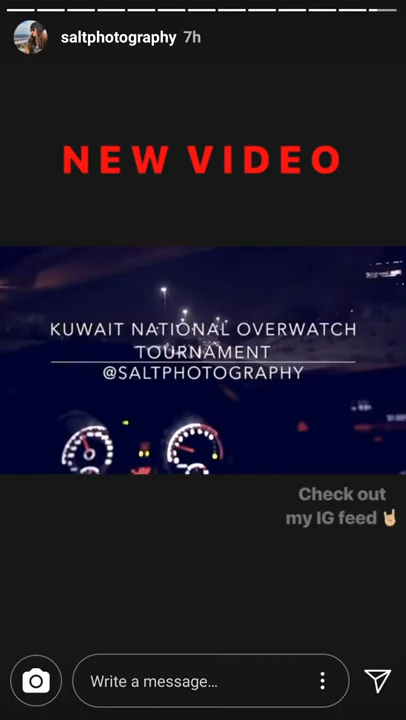 saltphotography 7h
NEW VIDEO
KUWAIT NATIONAL OVERWATCH
TOURNAMENT
@SALTPHOTOGRAPHY
Check out
my IG feed 🤘🏼
Write a message...